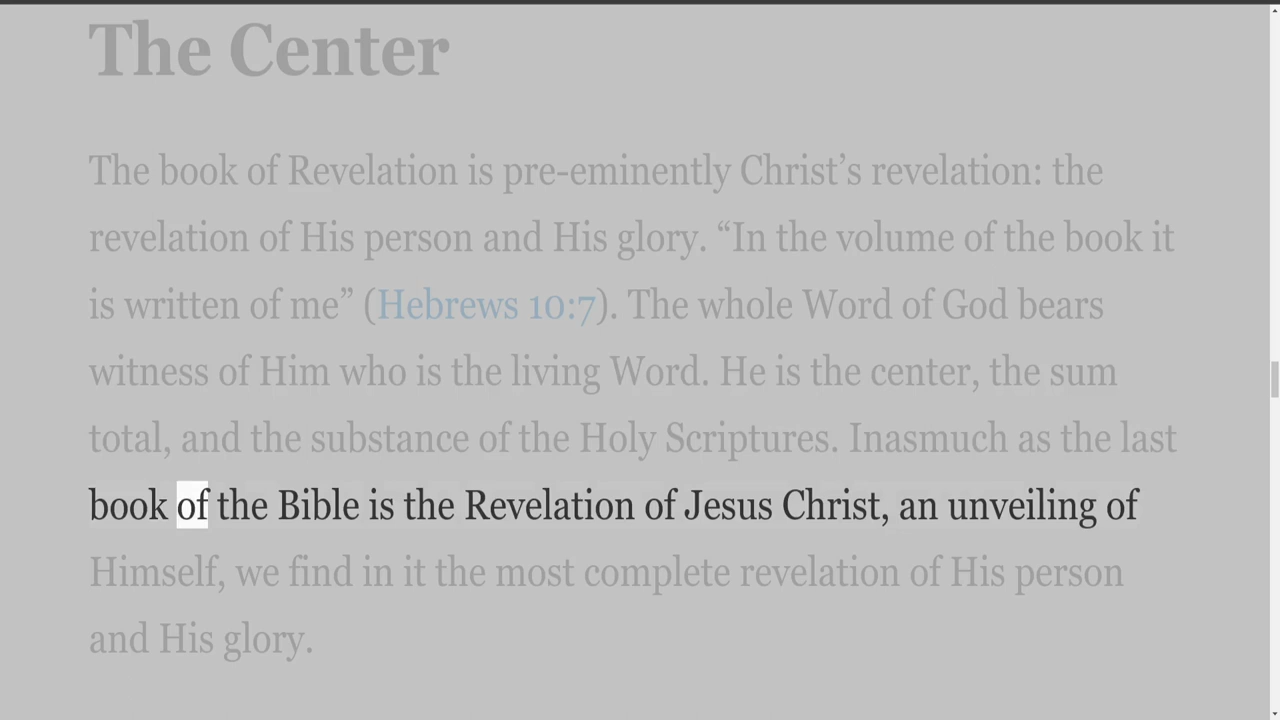 The Center
The book of Revelation is pre-eminently Christ’s revelation: the
revelation of His person and His glory. “In the volume of the book it
is written of me” (Hebrews 10:7). The whole Word of God bears
witness of Him who is the living Word. He is the center, the sum
total, and the substance of the Holy Scriptures. Inasmuch as the last
book of the Bible is the Revelation of Jesus Christ, an unveiling of
Himself, we find in it the most complete revelation of His person
and His glory.